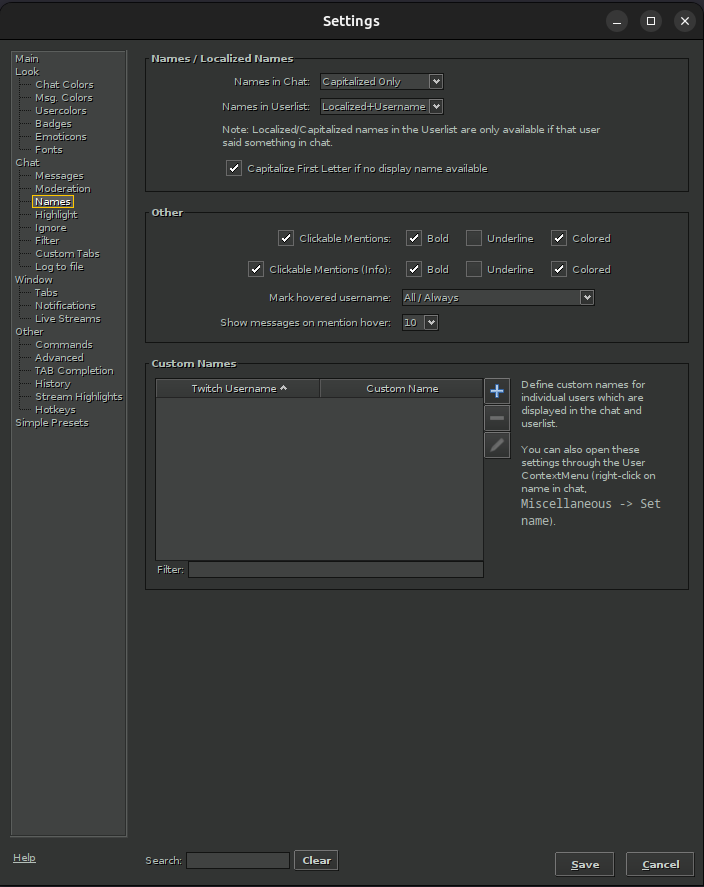 Settings
Main
Look
Chat Colors
Msg. Colors
Usercolors
Badges
Emoticons
Fonts
Chat
Messages
Moderation
Names
Highlight
Ignore
Filter
Custom Tabs
Log to file
Window
Tabs
Notifications
Live Streams
Other
Commands
Advanced
TAB Completion
History
Stream Highlights
Hotkeys
Simple Presets
Help
Names / Localized Names
Names in Chat: Capitalized Only
Names in Userlist: Localized+Username
Note: Localized/Capitalized names in the Userlist are only available if that user
said something in chat.
Capitalize First Letter if no display name available
Other
Clickable Mentions: Bold Underline Colored
Clickable Mentions (Info): Bold Underline Colored
Mark hovered username: All / Always
Show messages on mention hover: 10
Custom Names
Twitch Username Custom Name
Define custom names for
individual users which are
displayed in the chat and
userlist.
You can also open these
settings through the User
ContextMenu (right-click on
name in chat,
Miscellaneous -> Set
name).
Filter:
Search: Clear
Save Cancel